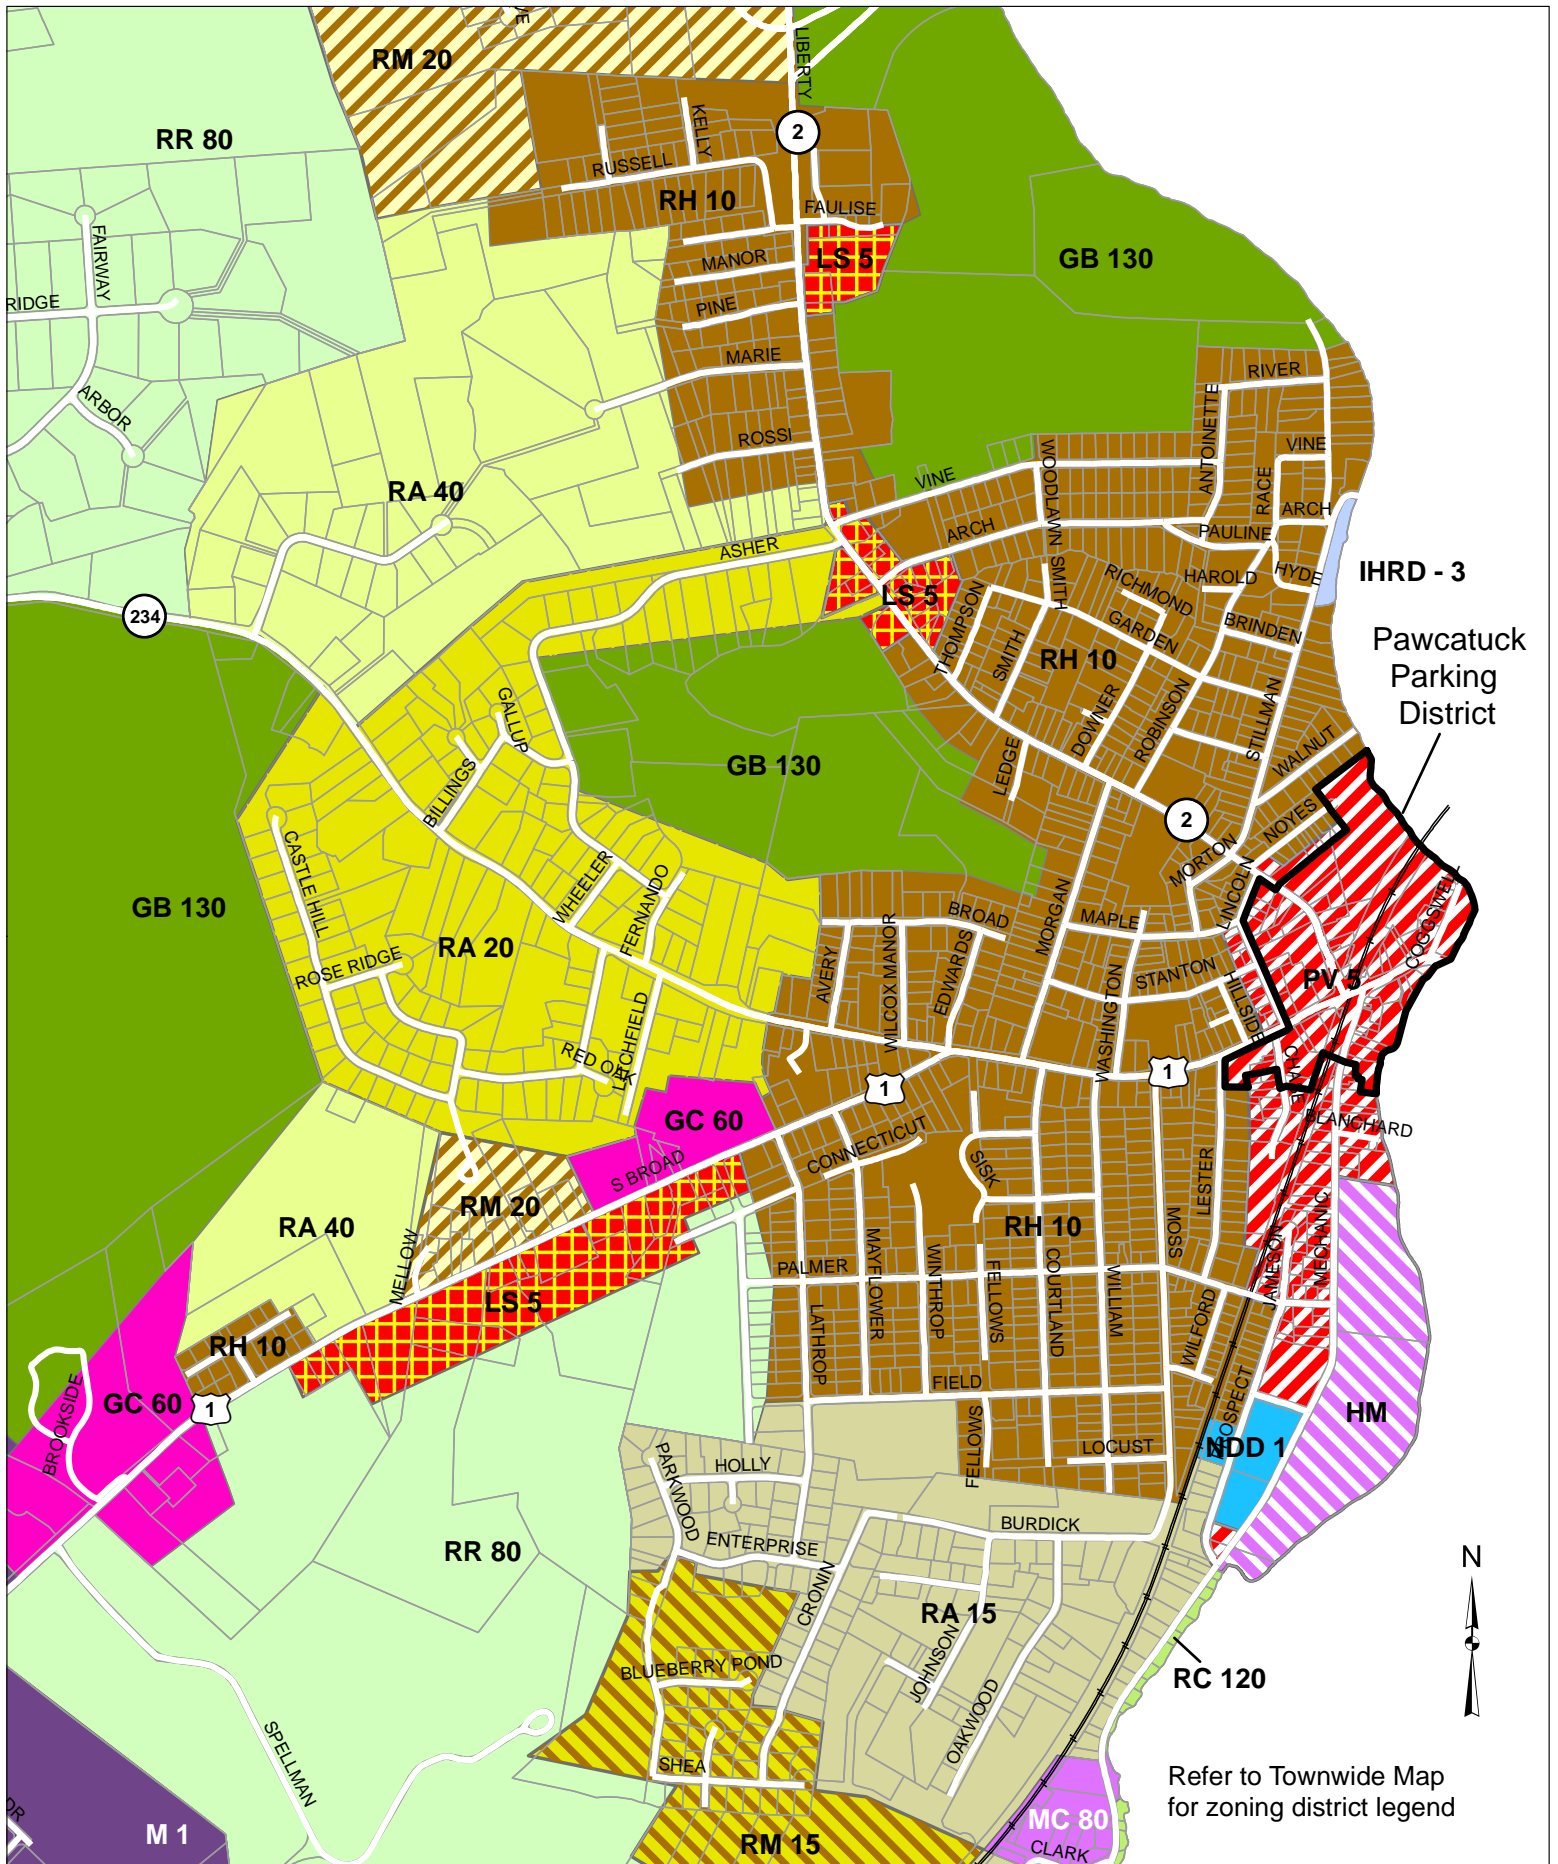 RM 20
LIBERTY
RR 80
2
KELLY
RUSSELL
RH 10
FAULISE
LS 5
GB 130
MANOR
FAIRWAY
RIDGE
PINE
MARIE
RIVER
ARBOR
ANTOINETTE
ROSSI
VINE
WOODLAWN
RACE
RA 40
VINE
ARCH
ARCH
PAULINE
ASHER
HYDE
HAROLD
RICHMOND
SMITH
IHRD - 3
LS 5
234
THOMPSON
GARDEN
BRINDEN
SMITH
RH 10
Pawcatuck
Parking
District
GALLUP
DOWNER
ROBINSON
STILLMAN
WALNUT
GB 130
LEDGE
BILLINGS
2
NOYES
CASTLE HILL
MORTON
LINCOLN
WHEELER
FERNANDO
GB 130
BROAD
MORGAN
MAPLE
COGGSWELL
RA 20
ROSE RIDGE
AVERY
WILCOX MANOR
EDWARDS
STANTON
HILLSIDE
PV 5
LITCHFIELD
RED OAK
WASHINGTON
1
1
CHASE
GC 60
CONNECTICUT
BLANCHARD
S BROAD
SISK
LESTER
RM 20
RA 40
RH 10
MOSS
MELLOW
PALMER
MAYFLOWER
WINTHROP
FELLOWS
COURTLAND
WILLIAM
JAMESON
MECHANIC
LS 5
LATHROP
WILFORD
RH 10
FIELD
GC 60
1
BROOKSIDE
PROSPECT
HM
FELLOWS
LOCUST
NDD 1
PARKWOOD
HOLLY
BURDICK
ENTERPRISE
RR 80
CRONIN
N
RA 15
JOHNSON
BLUEBERRY POND
RC 120
OAKWOOD
SPELLMAN
SHEA
Refer to Townwide Map
for zoning district legend
DR
M 1
RM 15
MC 80
CLARK